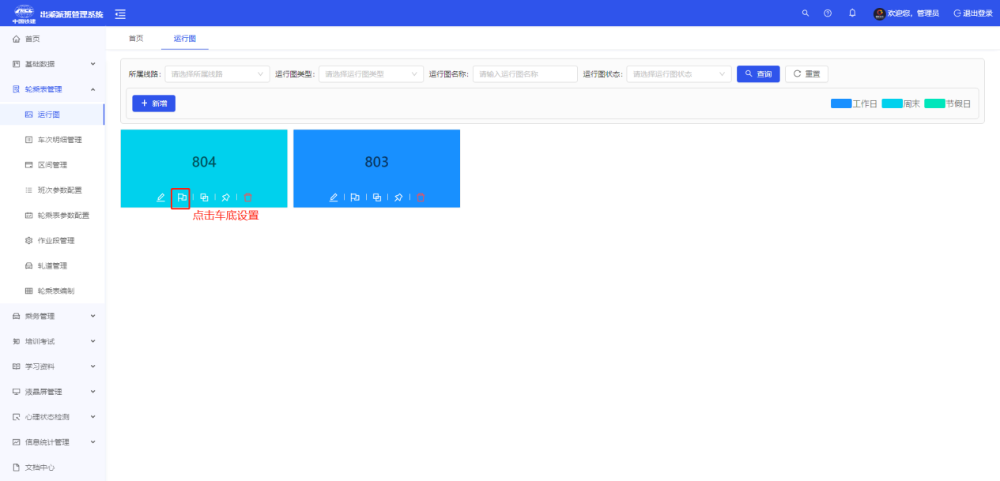 中国铁建
出乘派班管理系统
欢迎您，管理员
退出登录
首页
基础数据
轮乘表管理
运行图
车次明细管理
区间管理
班次参数配置
轮乘表参数配置
作业段管理
轧道管理
轮乘表编制
乘务管理
培训考试
学习资料
液晶屏管理
心理状态检测
信息统计管理
文档中心
首页 运行图
所属线路: 请选择所属线路 运行图类型: 请选择运行图类型 运行图名称: 请输入运行图名称 运行图状态: 请选择运行图状态 查询 重置
新增
工作日 周末 节假日
804
803
点击车底设置